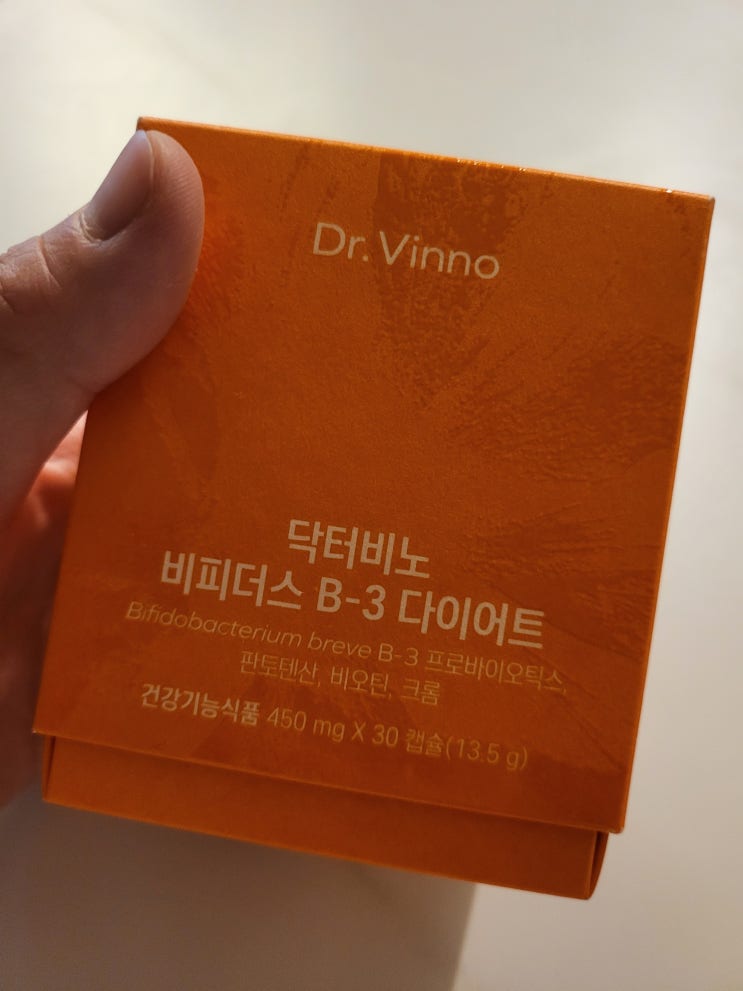 Dr. Vinno
닥터비노
비피더스 B-3 다이어트
Bifidobacterium breve B-3 프로바이오틱스,
판토텐산, 비오틴, 크롬
건강기능식품 450 mg X 30 캡슐(13.5 g)